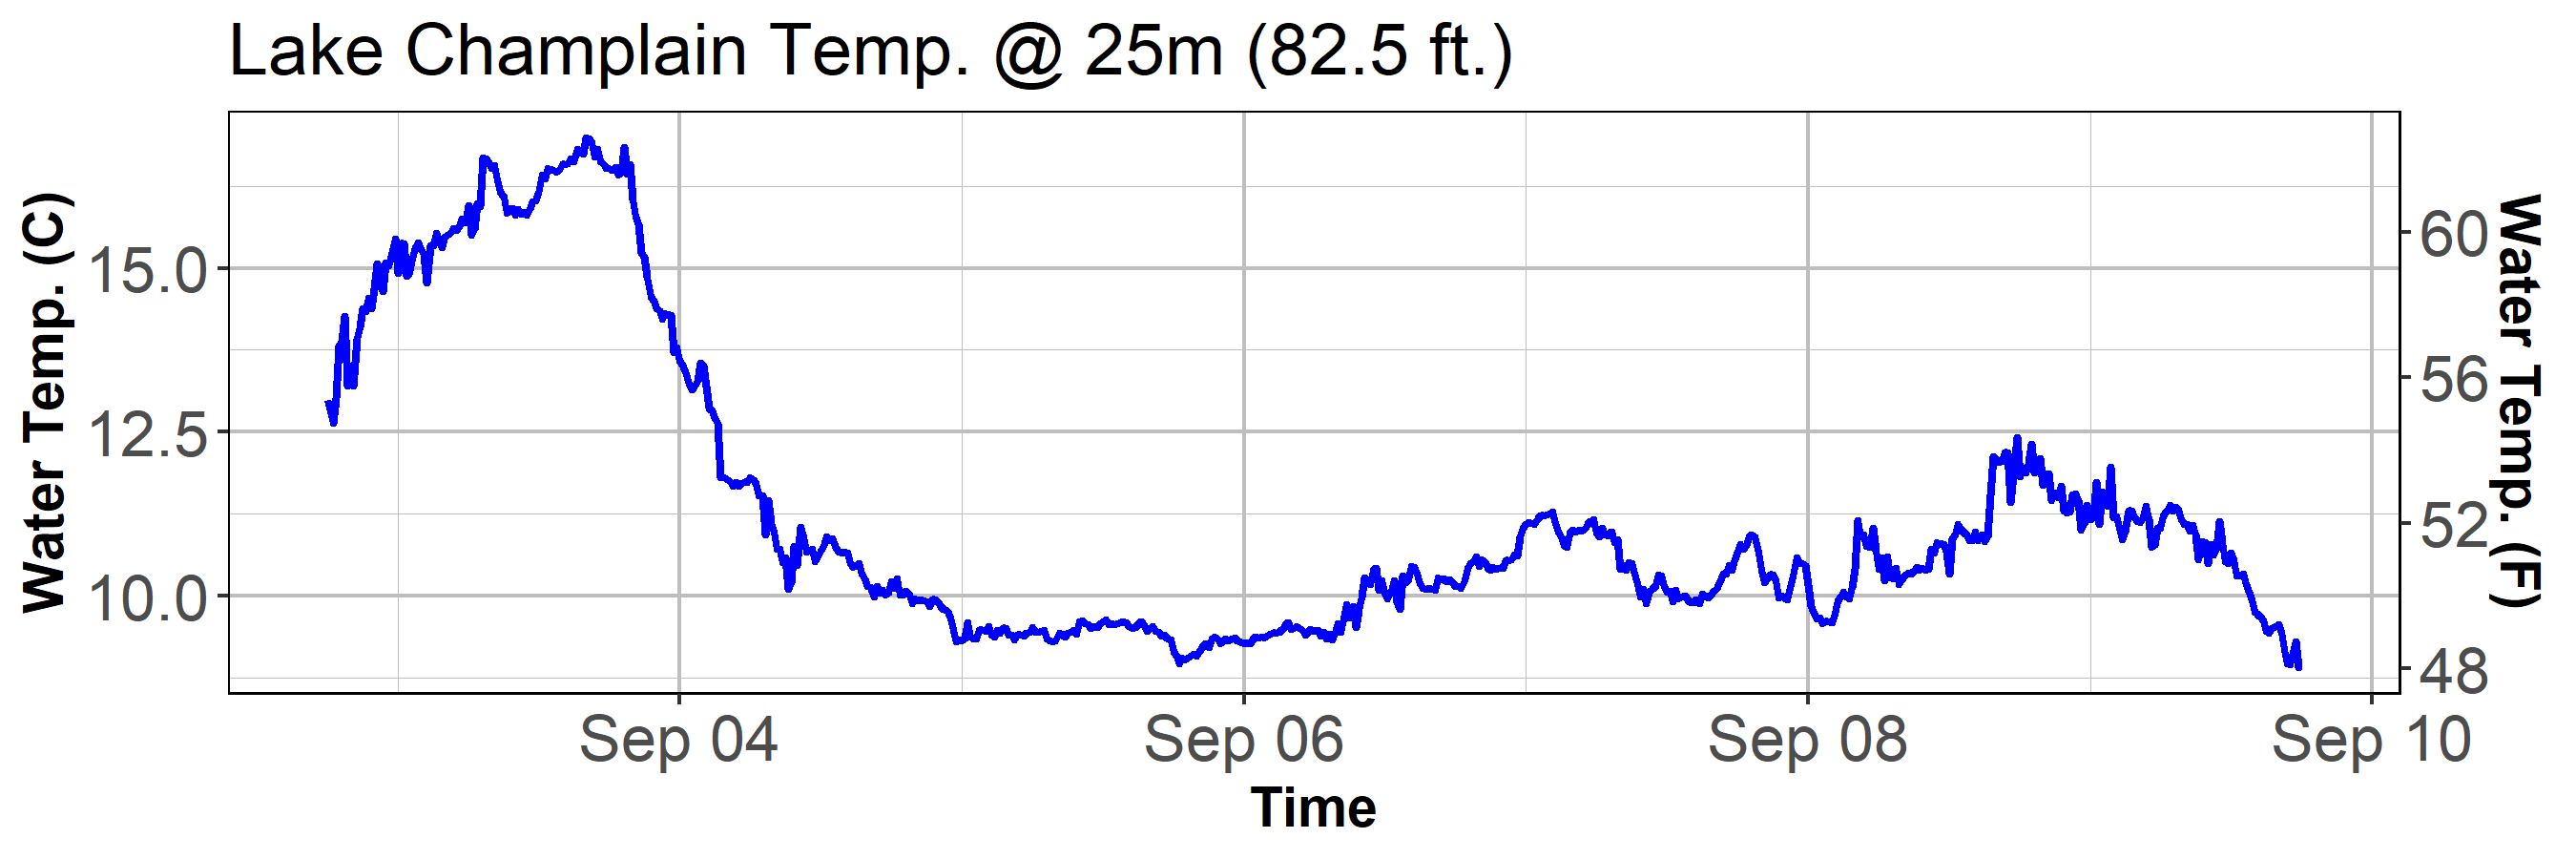 Lake Champlain Temp. @ 25m (82.5 ft.)
Water Temp. (C)
15.0
12.5
10.0
60
56
52
48
Water Temp. (F)
Sep 04
Sep 06
Sep 08
Sep 10
Time